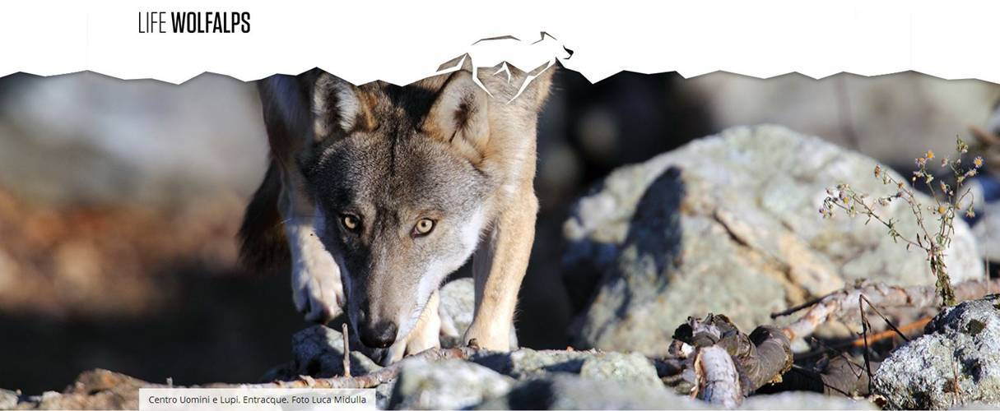 LIFE WOLFALPS
Centro Uomini e Lupi. Entracque. Foto Luca Midulla